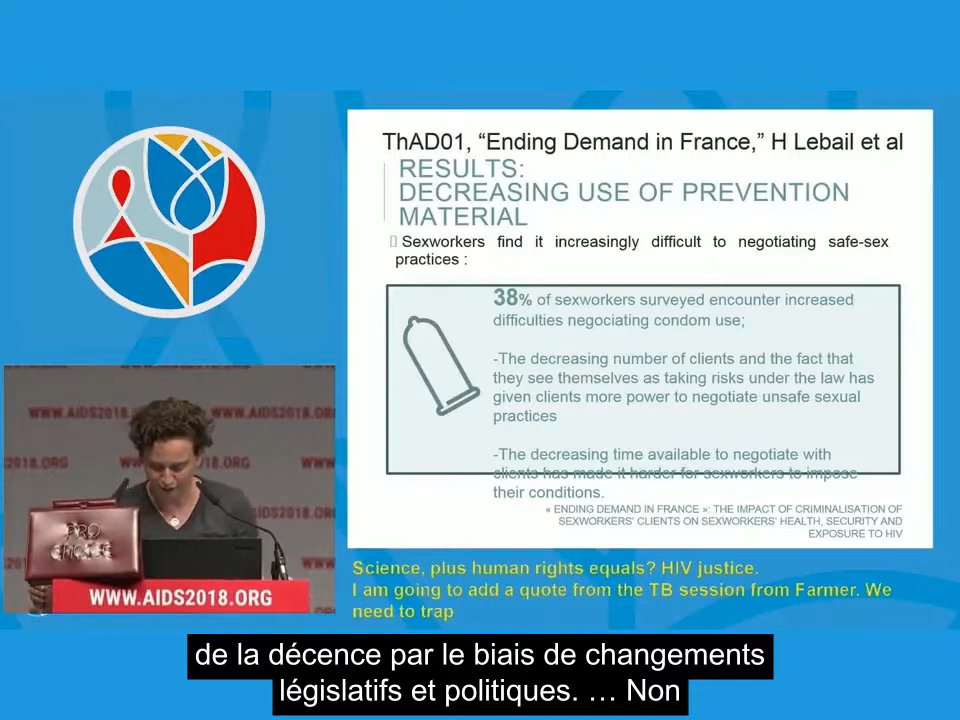 ThAD01, “Ending Demand in France,” H Lebail et al
RESULTS:
DECREASING USE OF PREVENTION
MATERIAL
Sexworkers find it increasingly difficult to negotiating safe-sex
practices :
38% of sexworkers surveyed encounter increased
difficulties negociating condom use;
-The decreasing number of clients and the fact that
they see themselves as taking risks under the law has
given clients more power to negotiate unsafe sexual
practices
-The decreasing time available to negotiate with
clients has made it harder for sexworkers to impose
their conditions.
« ENDING DEMAND IN FRANCE »: THE IMPACT OF CRIMINALISATION OF
SEXWORKERS’ CLIENTS ON SEXWORKERS’ HEALTH, SECURITY AND
EXPOSURE TO HIV
WWW.AIDS2018.OR
WWW.AIDS2018.OR
2018.ORG
18.ORG
WWW
AIDS2018.OR
PRO
CHOICE
WWW.AIDS2018.ORG
Science, plus human rights equals? HIV justice.
I am going to add a quote from the TB session from Farmer. We
need to trap
de la décence par le biais de changements
législatifs et politiques. … Non